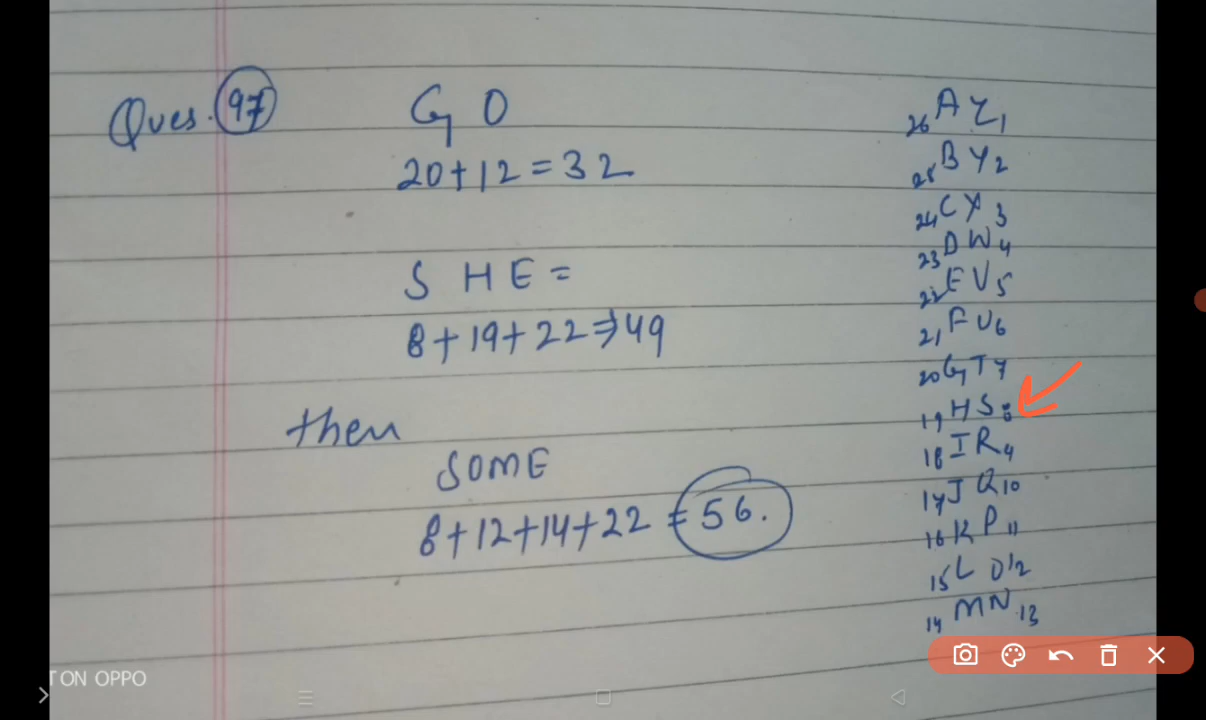 Ques. 97
G O
20+12=32
S H E =
8+19+22⇒49
then
SOME
8+12+14+22 = 56.
26 A Z 1
25 B Y 2
24 C X 3
23 D W 4
22 E V 5
21 F U 6
20 G T 7
19 H S 8
18 I R 9
17 J Q 10
16 K P 11
15 L O 12
14 M N 13
T ON OPPO